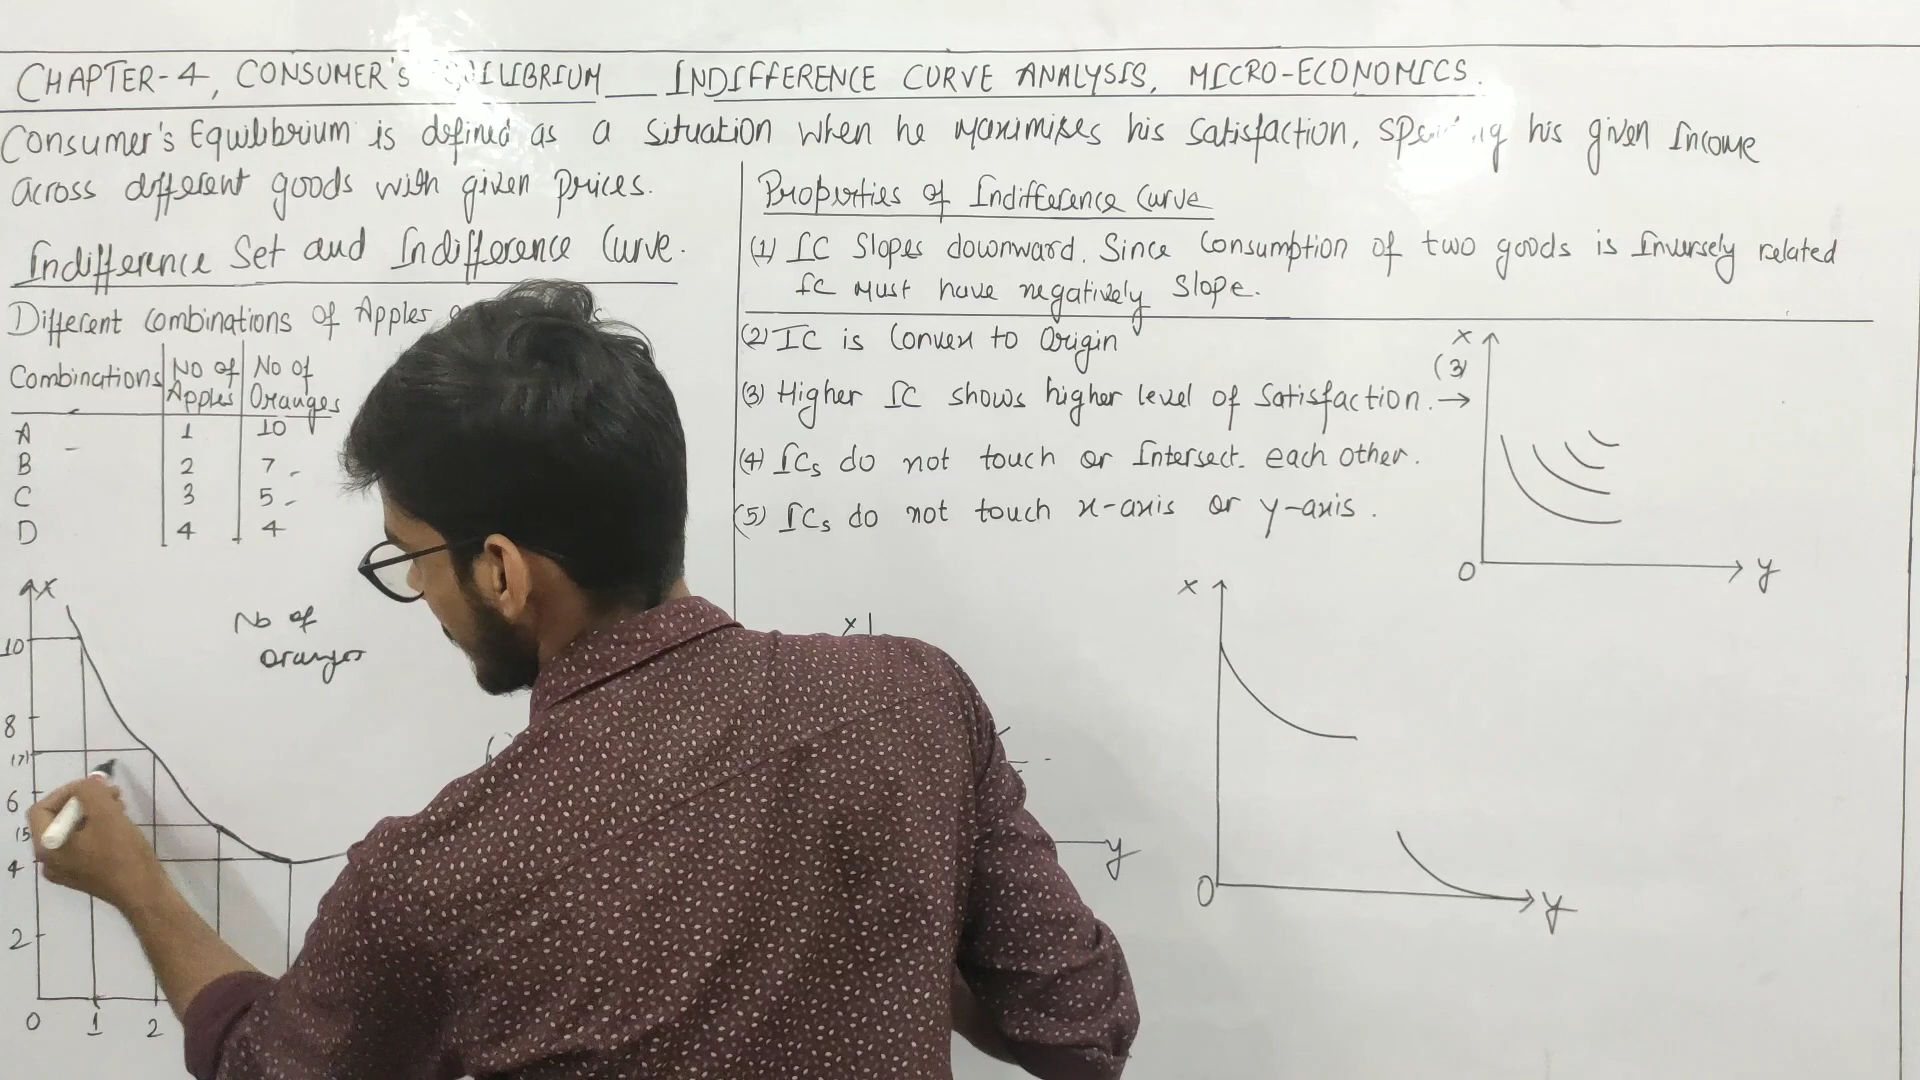 CHAPTER-4, CONSUMER'S EQUILIBRIUM__ INDIFFERENCE CURVE ANALYSIS, MICRO-ECONOMICS.
Consumer's Equilibrium is defined as a situation when he maximises his satisfaction, his given Income
across different goods with given prices.
Indifference Set and Indifference Curve.
Different combinations of Apples
Combinations No of Apples No of Oranges
A 1 10
B 2 7
C 3 5
D 4 4
x
No of
oranges
10
8
(7)
6
(5
4
2
0 1 2
Properties of Indifference Curve
(1) IC Slopes downward. Since Consumption of two goods is Inversely related
IC must have negatively slope.
(2) IC is Convex to Origin
(3) Higher IC shows higher level of Satisfaction. →
(4) ICs do not touch or Intersect. each other.
(5) ICs do not touch x-axis or y-axis.
x
(3)
0 y
x
y
x
0 y